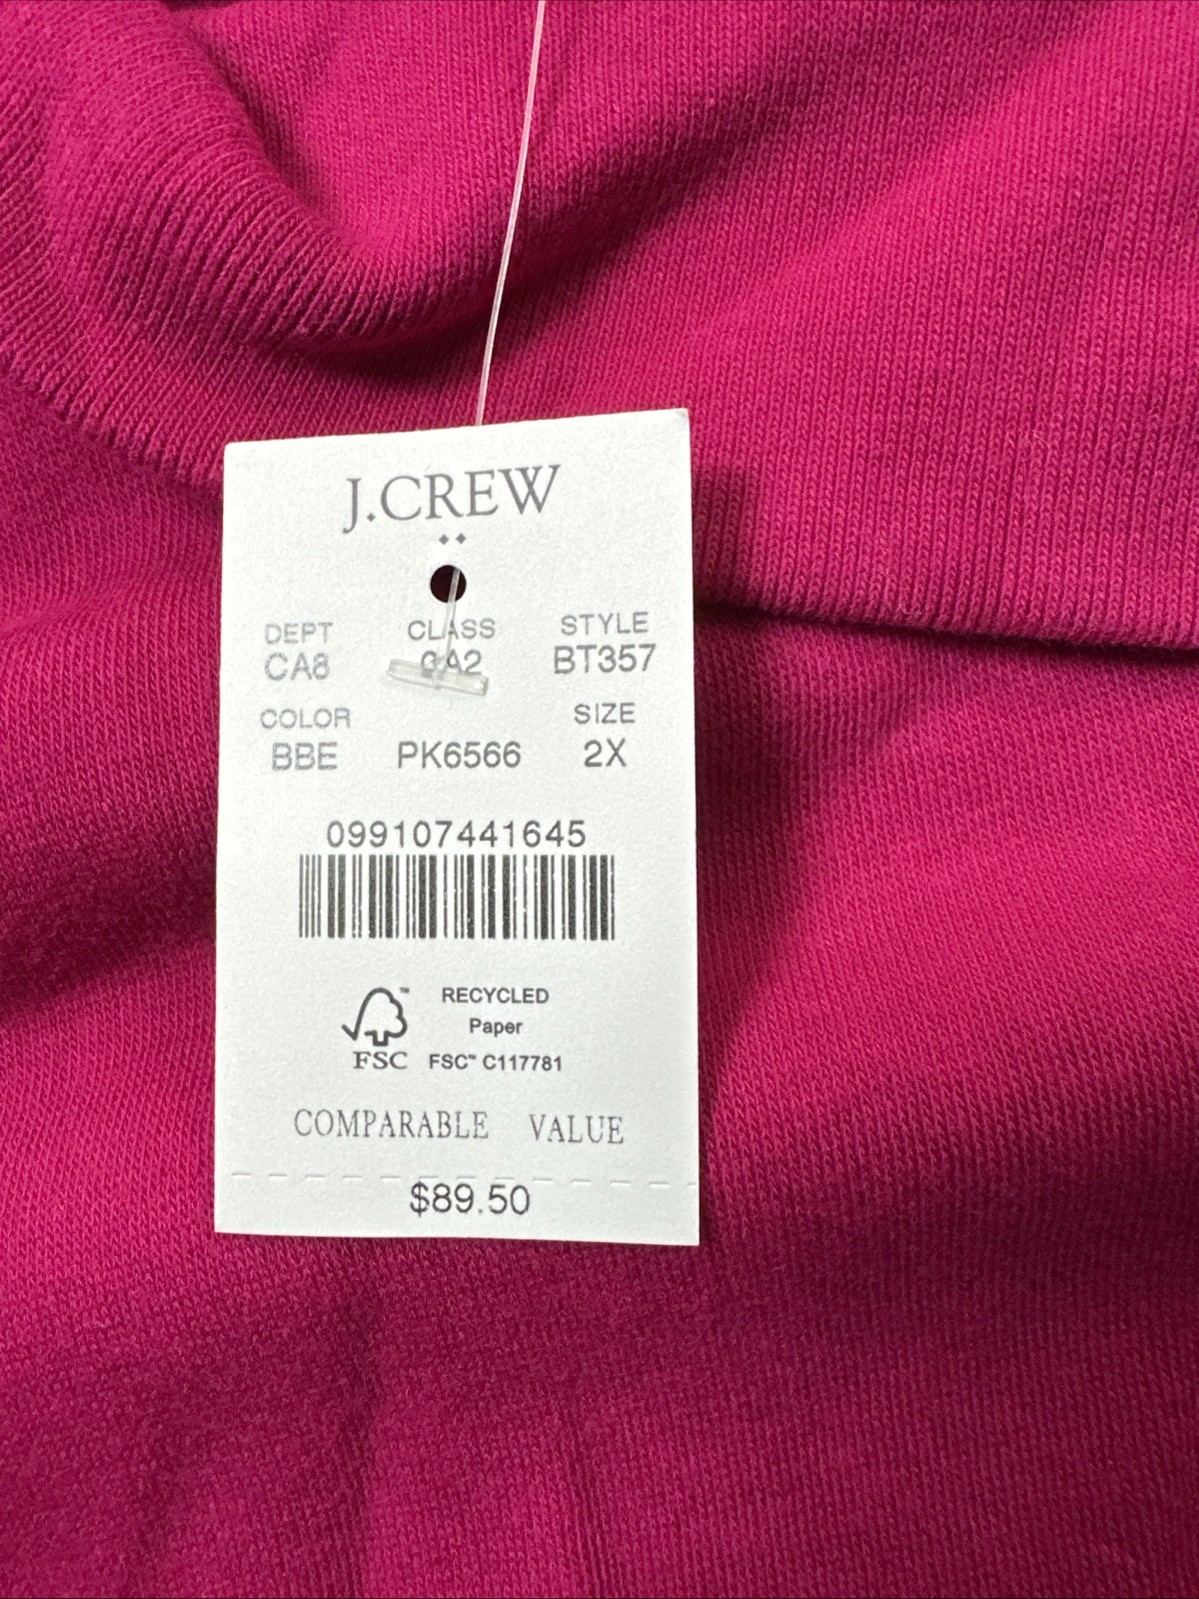 J.CREW
DEPT CLASS STYLE
CA8 BT357
COLOR SIZE
BBE PK6566 2X
099107441645
RECYCLED
Paper
FSC FSC™ C117781
COMPARABLE VALUE
$89.50